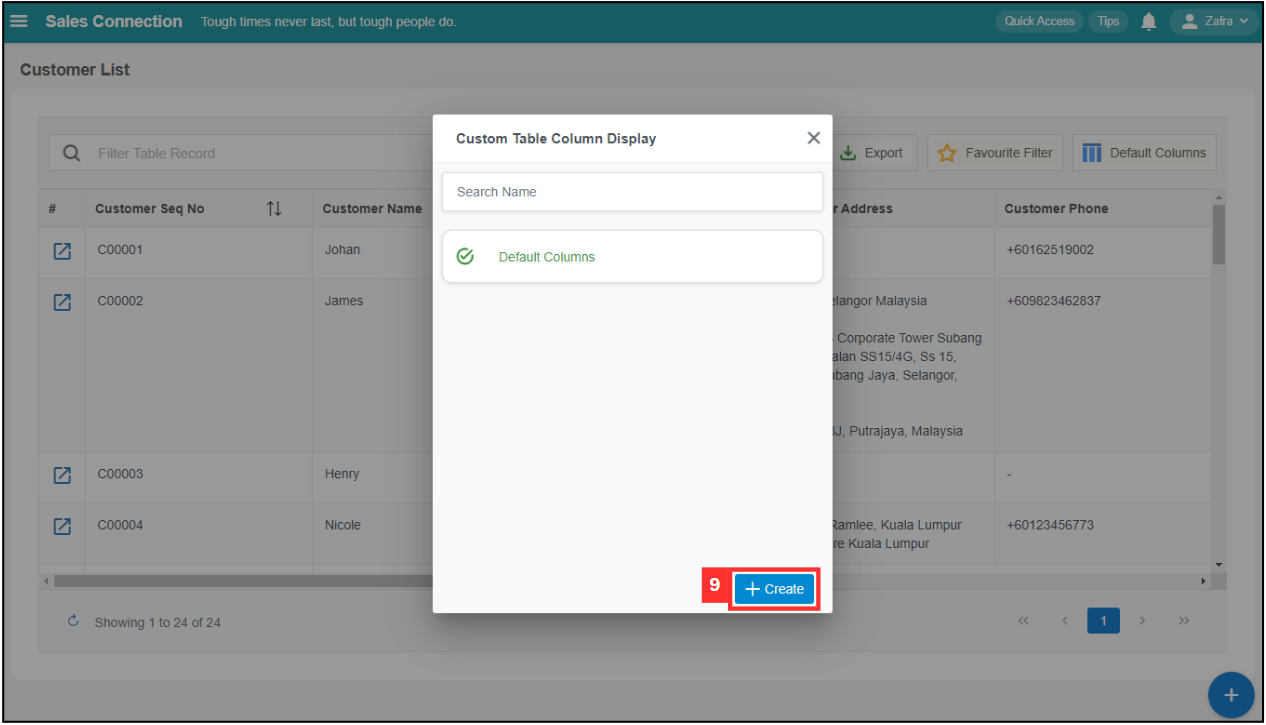 Sales Connection Tough times never last, but tough people do. Quick Access Tips Zafra
Customer List
Custom Table Column Display
Filter Table Record Export Favourite Filter Default Columns
Search Name
# Customer Seq No Customer Name r Address Customer Phone
C00001 Johan +60162519002
Default Columns
C00002 James elangor Malaysia +609823462837
Corporate Tower Subang
alan SS15/4G, Ss 15,
bang Jaya, Selangor,
J, Putrajaya, Malaysia
C00003 Henry -
C00004 Nicole Ramlee, Kuala Lumpur +60123456773
re Kuala Lumpur
9 + Create
Showing 1 to 24 of 24 << < 1 > >>
+